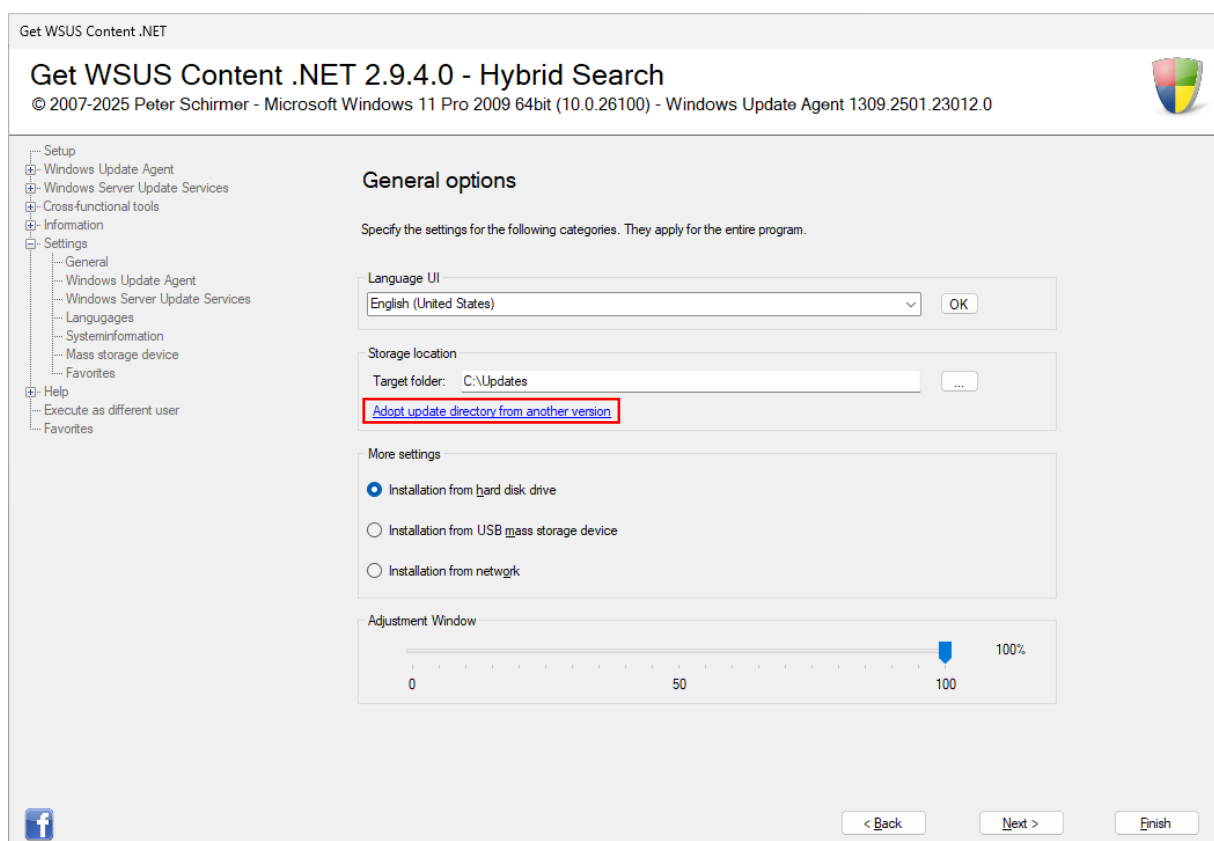 Get WSUS Content .NET
Get WSUS Content .NET 2.9.4.0 - Hybrid Search
© 2007-2025 Peter Schirmer - Microsoft Windows 11 Pro 2009 64bit (10.0.26100) - Windows Update Agent 1309.2501.23012.0
Setup
Windows Update Agent
Windows Server Update Services
Cross-functional tools
Information
Settings
General
Windows Update Agent
Windows Server Update Services
Langugages
Systeminformation
Mass storage device
Favorites
Help
Execute as different user
Favorites
General options
Specify the settings for the following categories. They apply for the entire program.
Language UI
English (United States) OK
Storage location
Target folder: C:\Updates ...
Adopt update directory from another version
More settings
Installation from hard disk drive
Installation from USB mass storage device
Installation from network
Adjustment Window
100%
0 50 100
f
< Back Next > Finish